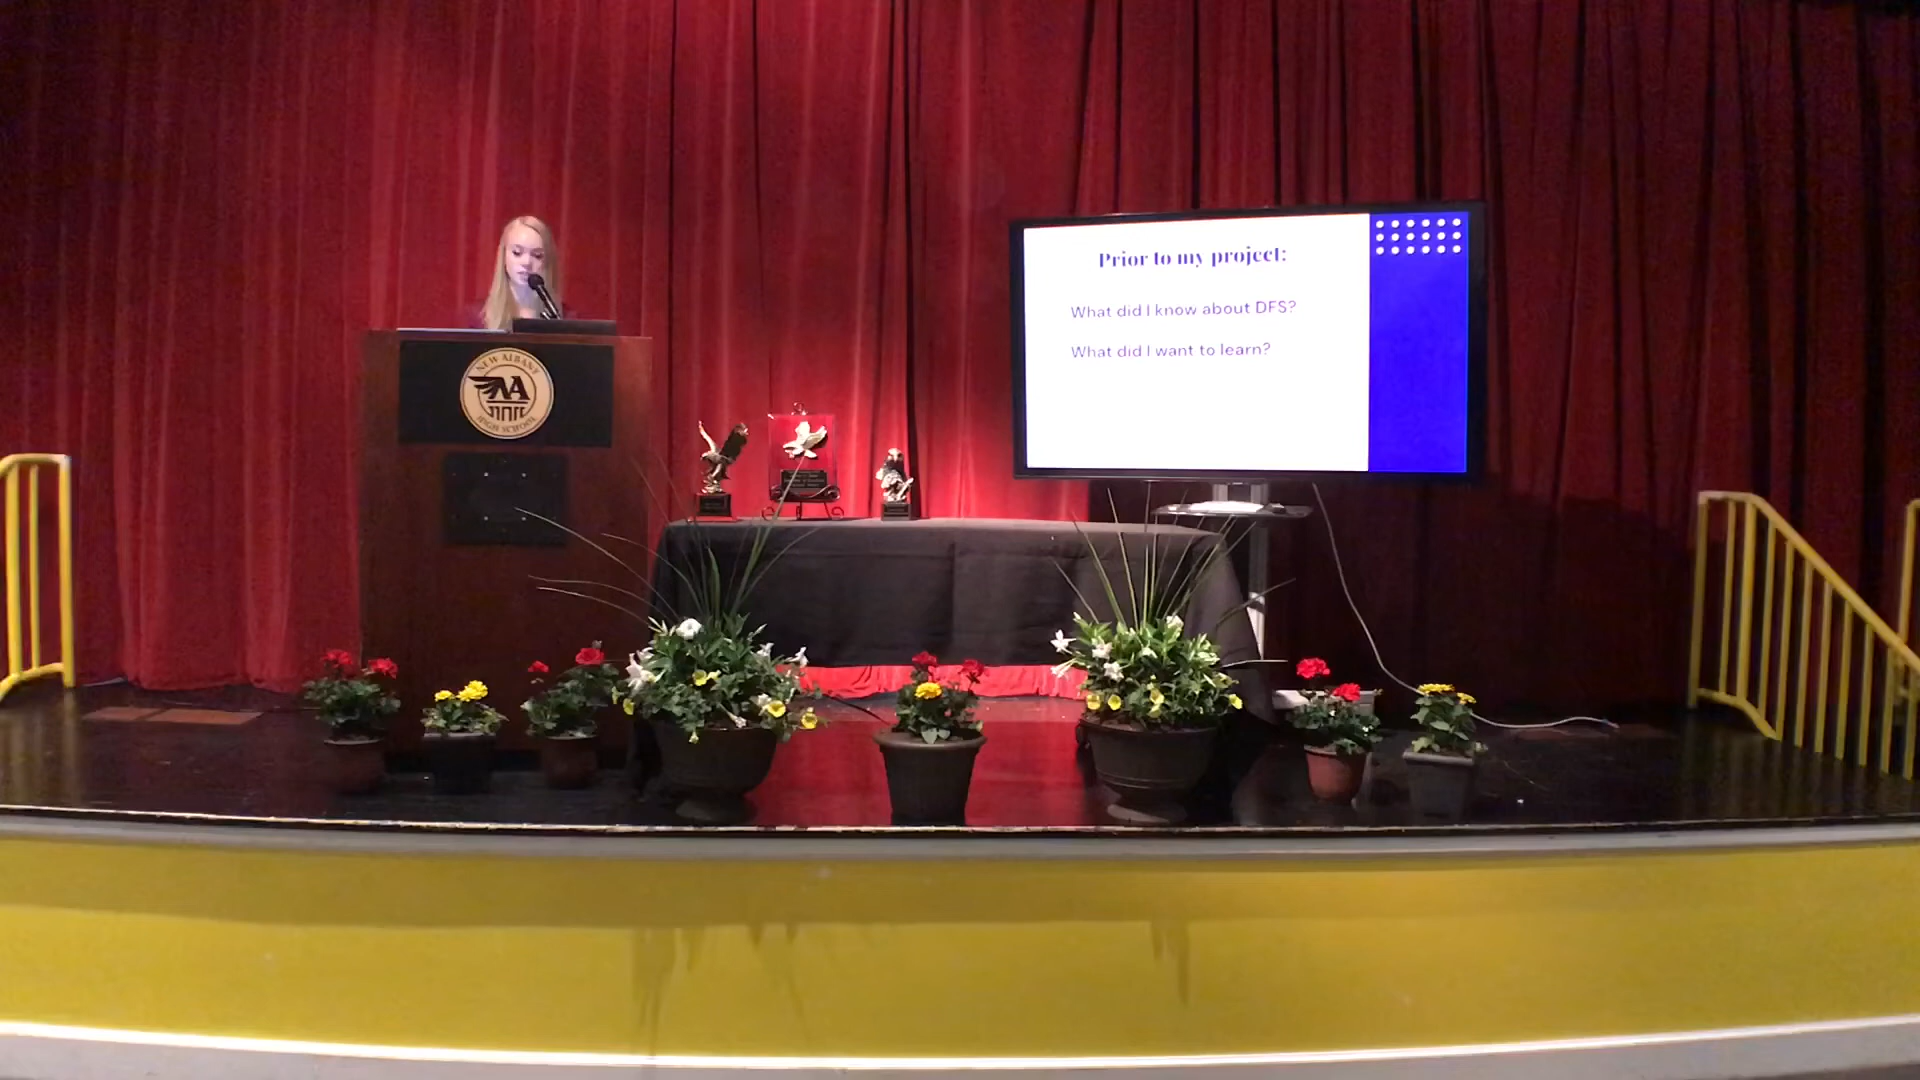 NEW ALBANY
NA
HIGH SCHOOL
Prior to my project:
What did I know about DFS?
What did I want to learn?